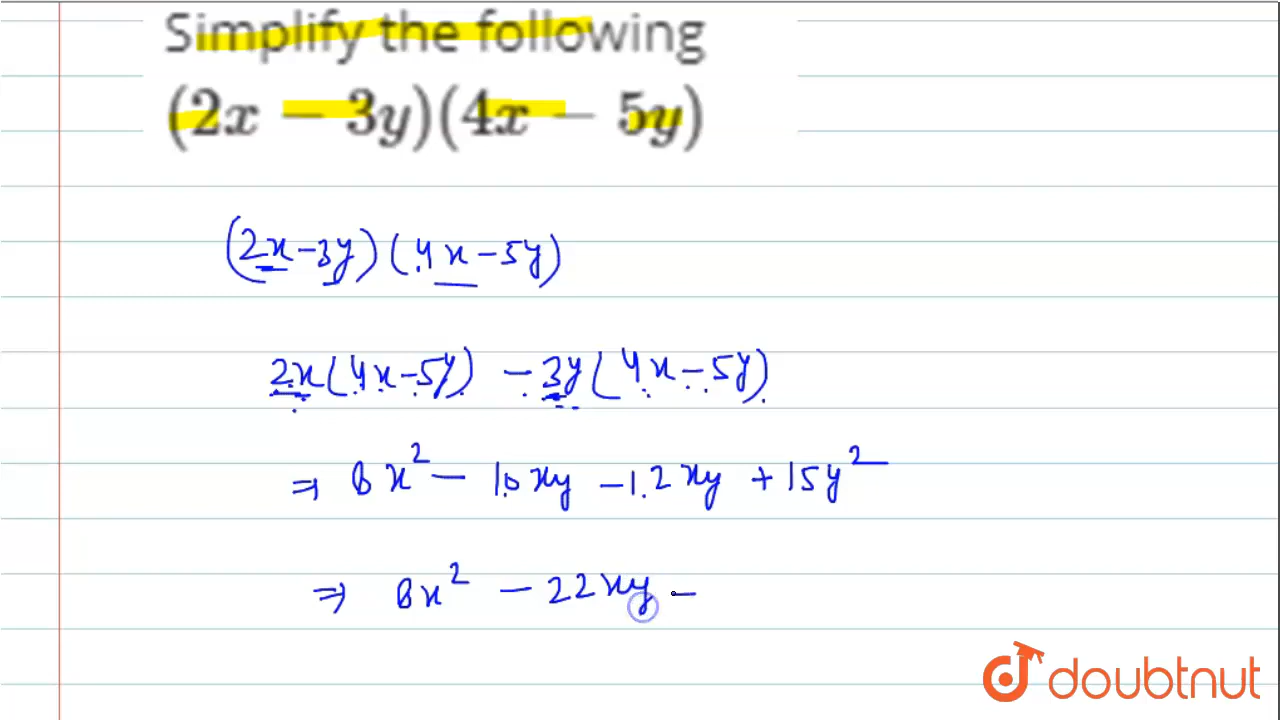 Simplify the following
(2x − 3y)(4x − 5y)
(2x-3y)(4x-5y)
2x(4x-5y) -3y(4x-5y)
⇒ 8x² - 10xy - 12xy + 15y²
⇒ 8x² - 22xy -
doubtnut